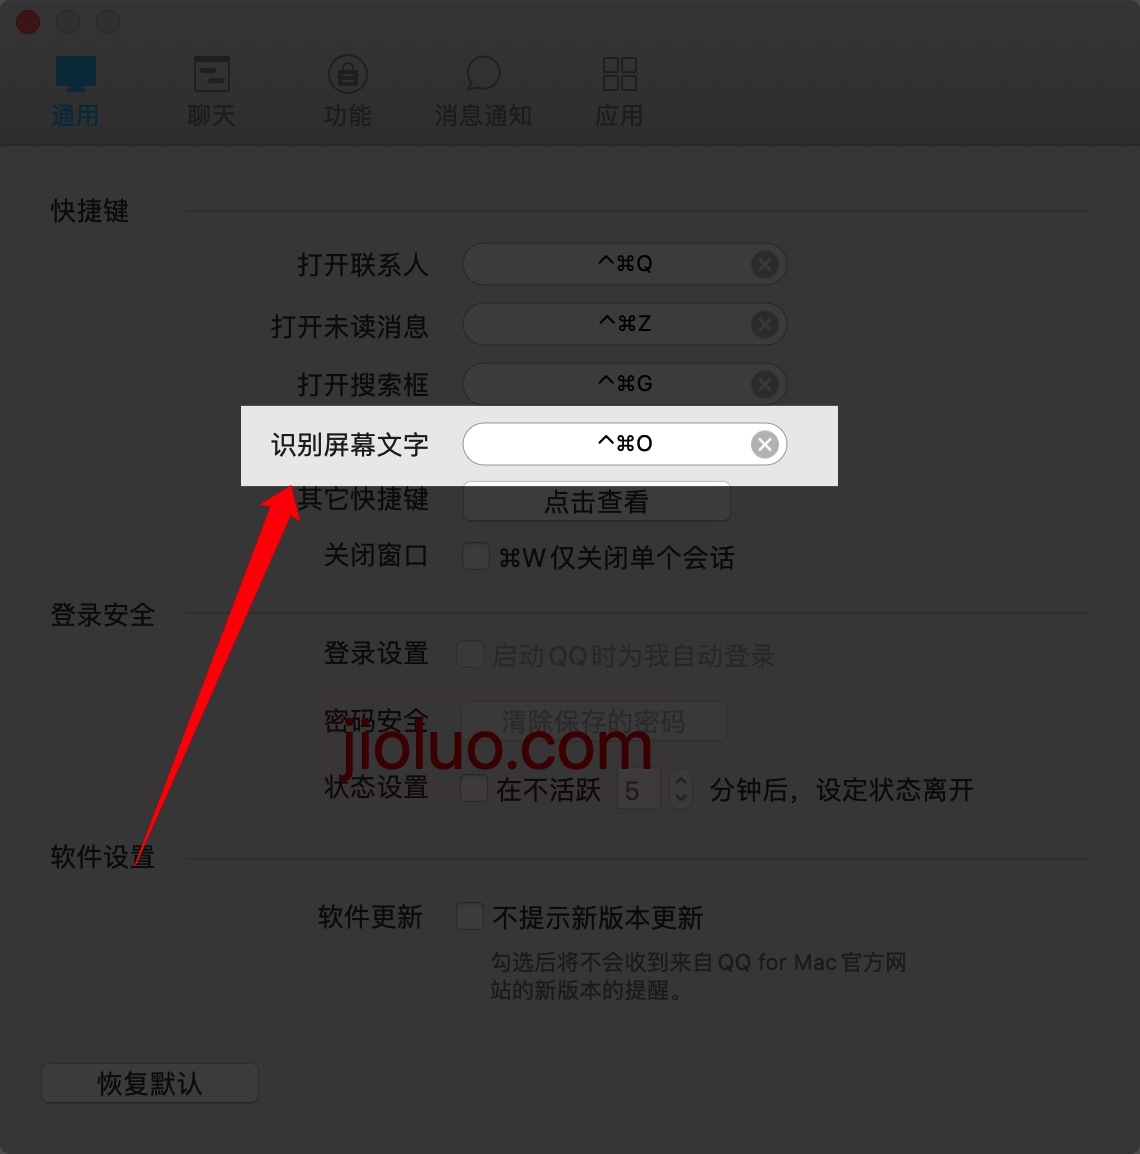 通用 聊天 功能 消息通知 应用
快捷键
打开联系人 ^⌘Q
打开未读消息 ^⌘Z
打开搜索框 ^⌘G
识别屏幕文字 ^⌘O
其它快捷键 点击查看
关闭窗口 ⌘W 仅关闭单个会话
登录安全
登录设置 启动QQ时为我自动登录
密码安全 清除保存的密码
jioluo.com
状态设置 在不活跃 5 分钟后，设定状态离开
软件设置
软件更新 不提示新版本更新
勾选后将不会收到来自QQ for Mac官方网
站的新版本的提醒。
恢复默认